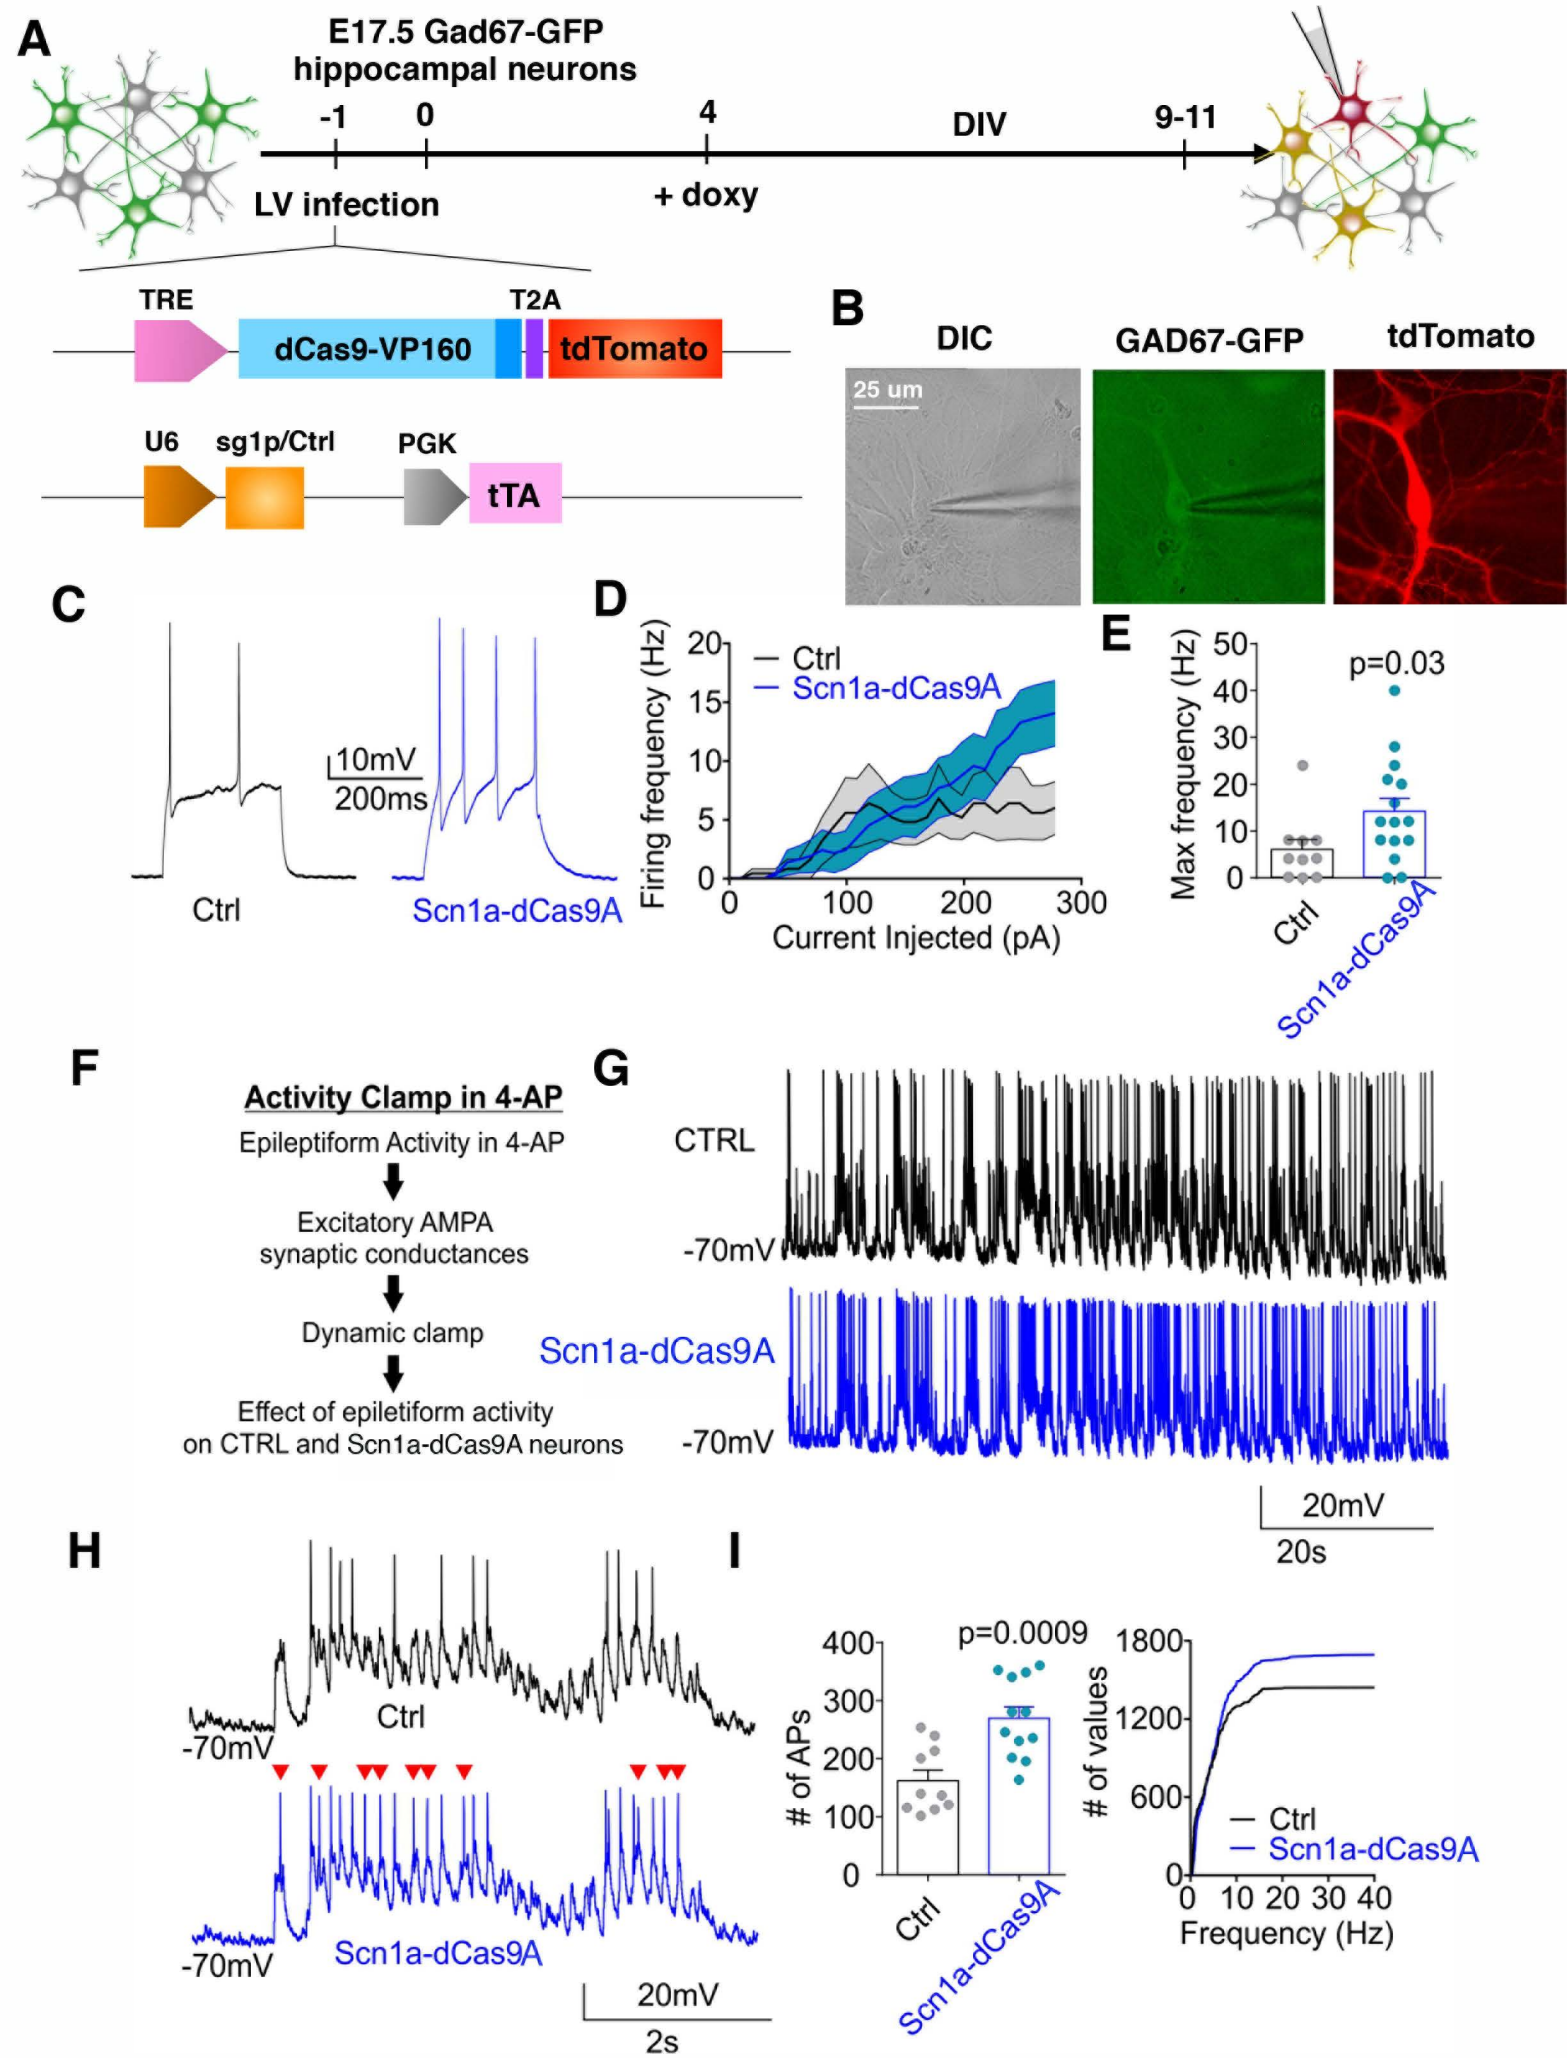 A
E17.5 Gad67-GFP
hippocampal neurons
-1
0
4
DIV
9-11
LV infection
+ doxy
TRE
T2A
dCas9-VP160
tdTomato
U6
sg1p/Ctrl
PGK
tTA
B
DIC
GAD67-GFP
tdTomato
25 um
C
10mV
200ms
Ctrl
Scn1a-dCas9A
D
Firing frequency (Hz)
20
15
10
5
0
Ctrl
Scn1a-dCas9A
0
100
200
300
Current Injected (pA)
E
Max frequency (Hz)
50
40
30
20
10
0
p=0.03
Ctrl
Scn1a-dCas9A
F
Activity Clamp in 4-AP
Epileptiform Activity in 4-AP
Excitatory AMPA
synaptic conductances
Dynamic clamp
Effect of epiletiform activity
on CTRL and Scn1a-dCas9A neurons
G
CTRL
-70mV
Scn1a-dCas9A
-70mV
20mV
20s
H
Ctrl
-70mV
-70mV
Scn1a-dCas9A
20mV
2s
I
# of APs
400
300
200
100
0
p=0.0009
Ctrl
Scn1a-dCas9A
# of values
1800
1200
600
0
Ctrl
Scn1a-dCas9A
0
10
20
30
40
Frequency (Hz)